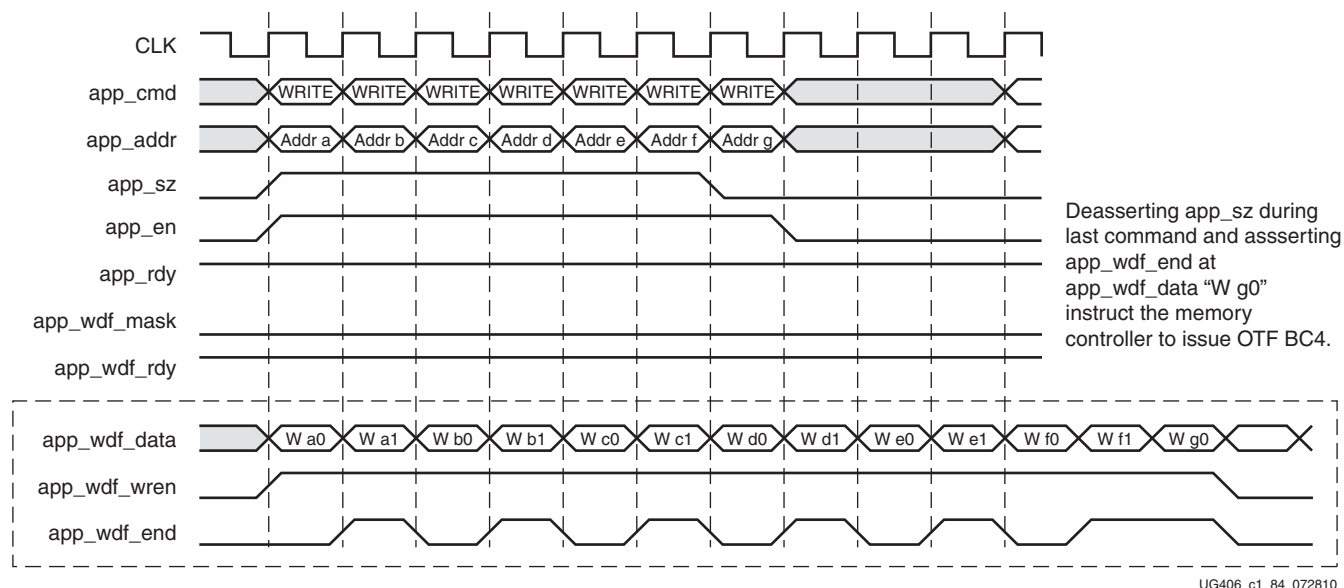 CLK
app_cmd WRITE WRITE WRITE WRITE WRITE WRITE WRITE
app_addr Addr a Addr b Addr c Addr d Addr e Addr f Addr g
app_sz
app_en
app_rdy
app_wdf_mask
app_wdf_rdy
Deasserting app_sz during
last command and assserting
app_wdf_end at
app_wdf_data “W g0”
instruct the memory
controller to issue OTF BC4.
app_wdf_data W a0 W a1 W b0 W b1 W c0 W c1 W d0 W d1 W e0 W e1 W f0 W f1 W g0
app_wdf_wren
app_wdf_end
UG406_c1_84_072810